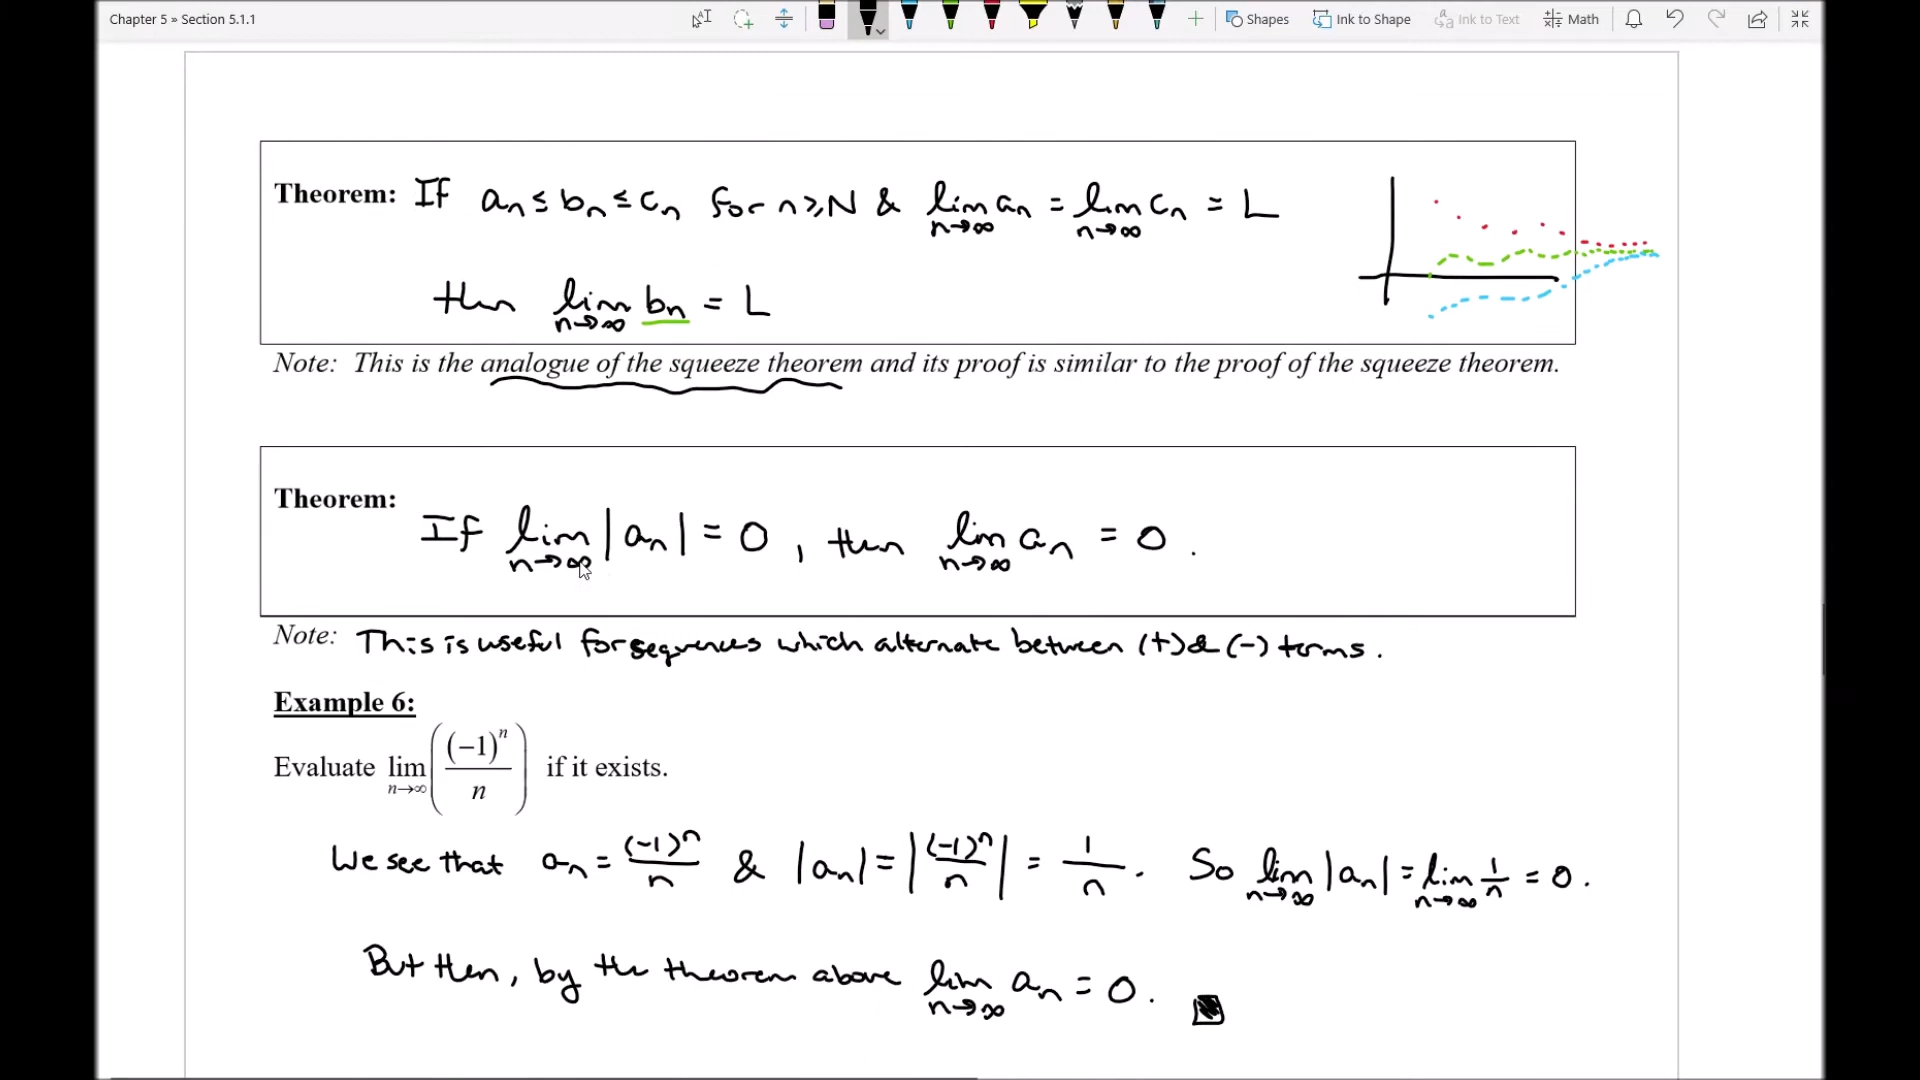 Chapter 5 » Section 5.1.1
Shapes Ink to Shape Ink to Text Math
Theorem: If aₙ ≤ bₙ ≤ cₙ for n ≥ N & lim n→∞ aₙ = lim n→∞ cₙ = L
then lim n→∞ bₙ = L
Note: This is the analogue of the squeeze theorem and its proof is similar to the proof of the squeeze theorem.
Theorem: If lim n→∞ |aₙ| = 0, then lim n→∞ aₙ = 0.
Note: This is useful for sequences which alternate between (+) & (-) terms.
Example 6:
Evaluate lim n→∞ ((−1)ⁿ / n) if it exists.
We see that aₙ = (-1)ⁿ / n & |aₙ| = |(-1)ⁿ / n| = 1/n. So lim n→∞ |aₙ| = lim n→∞ 1/n = 0.
But then, by the theorem above lim n→∞ aₙ = 0.